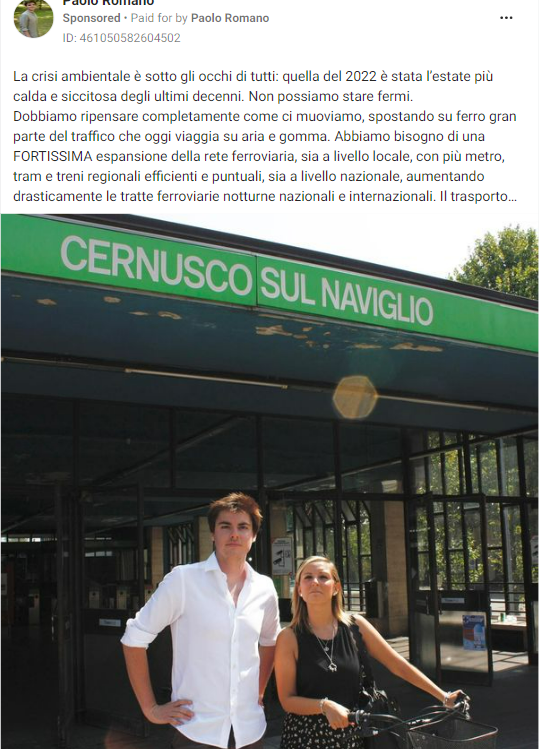 Paolo Romano
Sponsored • Paid for by Paolo Romano
ID: 461050582604502
La crisi ambientale è sotto gli occhi di tutti: quella del 2022 è stata l'estate più
calda e siccitosa degli ultimi decenni. Non possiamo stare fermi.
Dobbiamo ripensare completamente come ci muoviamo, spostando su ferro gran
parte del traffico che oggi viaggia su aria e gomma. Abbiamo bisogno di una
FORTISSIMA espansione della rete ferroviaria, sia a livello locale, con più metro,
tram e treni regionali efficienti e puntuali, sia a livello nazionale, aumentando
drasticamente le tratte ferroviarie notturne nazionali e internazionali. Il trasporto...
CERNUSCO SUL NAVIGLIO